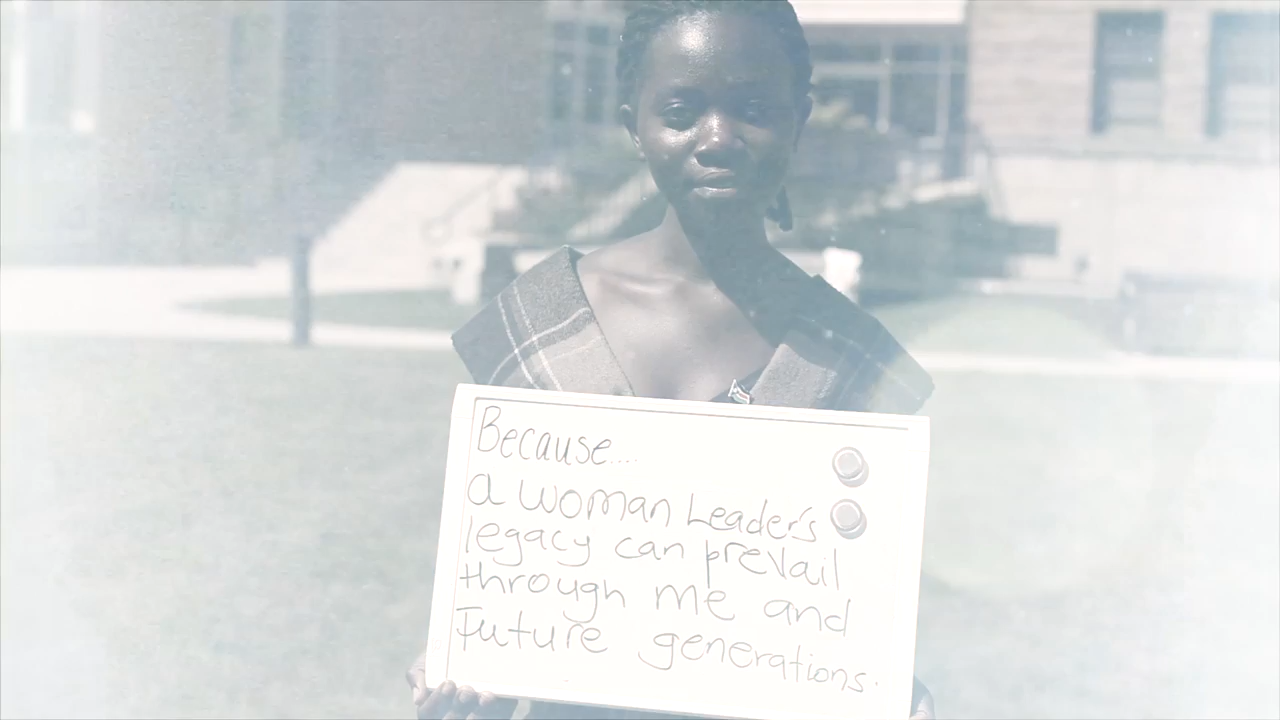 Because....
a woman Leader's
legacy can prevail
through me and
Future generations.